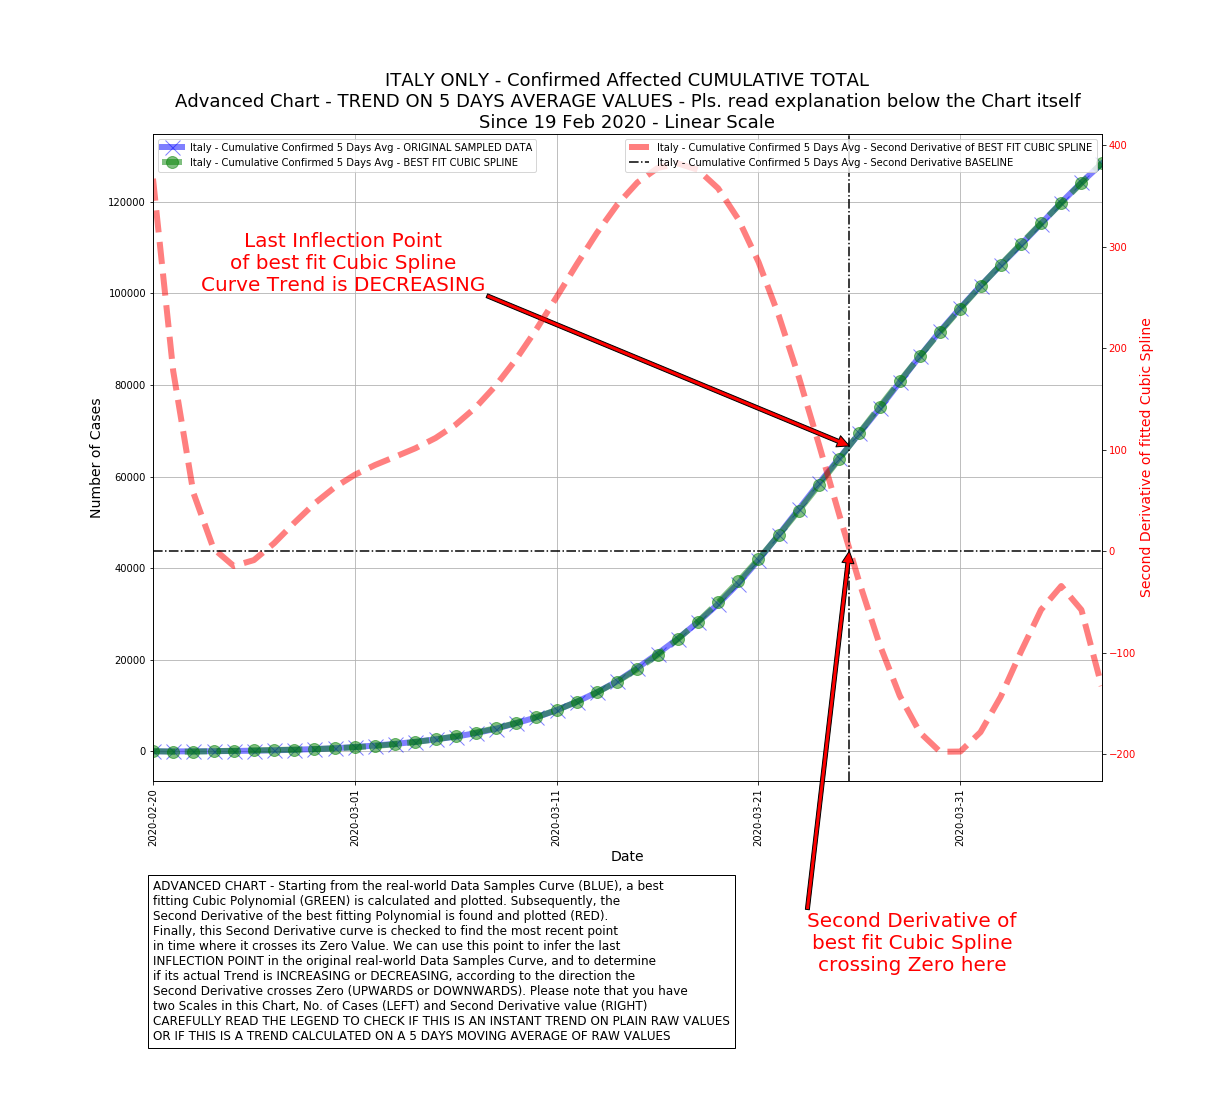 ITALY ONLY - Confirmed Affected CUMULATIVE TOTAL
Advanced Chart - TREND ON 5 DAYS AVERAGE VALUES - Pls. read explanation below the Chart itself
Since 19 Feb 2020 - Linear Scale
Italy - Cumulative Confirmed 5 Days Avg - ORIGINAL SAMPLED DATA
Italy - Cumulative Confirmed 5 Days Avg - BEST FIT CUBIC SPLINE
Italy - Cumulative Confirmed 5 Days Avg - Second Derivative of BEST FIT CUBIC SPLINE
Italy - Cumulative Confirmed 5 Days Avg - Second Derivative BASELINE
Last Inflection Point
of best fit Cubic Spline
Curve Trend is DECREASING
Number of Cases
120000
100000
80000
60000
40000
20000
0
400
300
200
100
0
−100
−200
Second Derivative of fitted Cubic Spline
2020-02-20
2020-03-01
2020-03-11
2020-03-21
2020-03-31
Date
Second Derivative of
best fit Cubic Spline
crossing Zero here
ADVANCED CHART - Starting from the real-world Data Samples Curve (BLUE), a best
fitting Cubic Polynomial (GREEN) is calculated and plotted. Subsequently, the
Second Derivative of the best fitting Polynomial is found and plotted (RED).
Finally, this Second Derivative curve is checked to find the most recent point
in time where it crosses its Zero Value. We can use this point to infer the last
INFLECTION POINT in the original real-world Data Samples Curve, and to determine
if its actual Trend is INCREASING or DECREASING, according to the direction the
Second Derivative crosses Zero (UPWARDS or DOWNWARDS). Please note that you have
two Scales in this Chart, No. of Cases (LEFT) and Second Derivative value (RIGHT)
CAREFULLY READ THE LEGEND TO CHECK IF THIS IS AN INSTANT TREND ON PLAIN RAW VALUES
OR IF THIS IS A TREND CALCULATED ON A 5 DAYS MOVING AVERAGE OF RAW VALUES